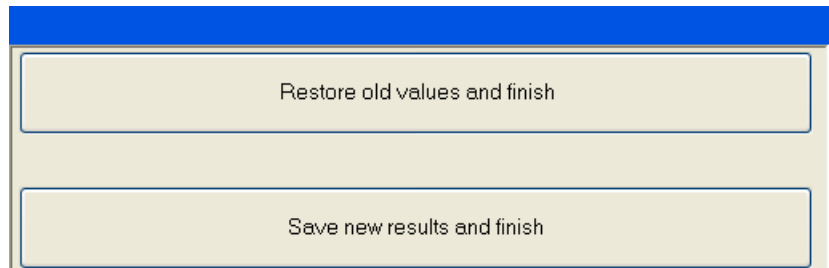 Restore old values and finish
Save new results and finish